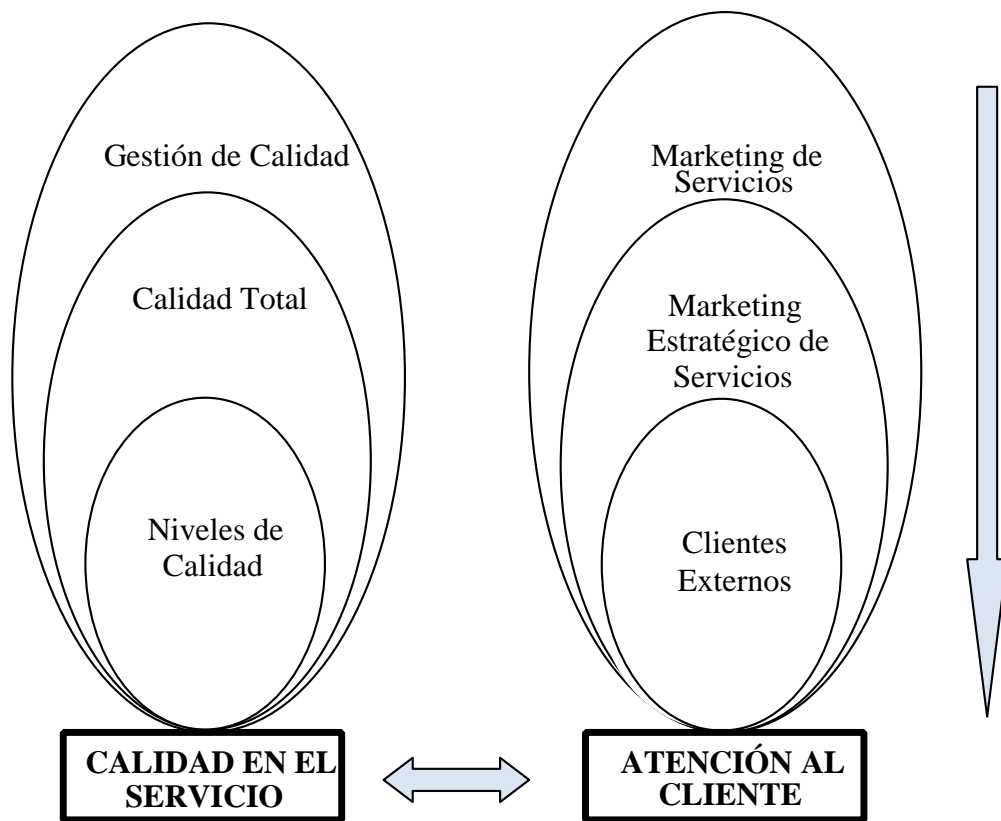 Gestión de Calidad
Calidad Total
Niveles de
Calidad
CALIDAD EN EL
SERVICIO
Marketing de
Servicios
Marketing
Estratégico de
Servicios
Clientes
Externos
ATENCIÓN AL
CLIENTE